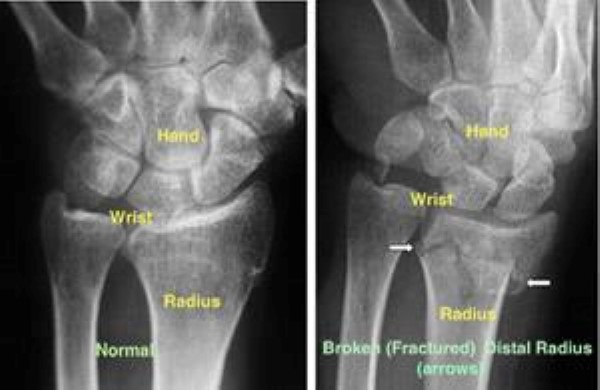 Hand
Wrist
Radius
Normal
Hand
Wrist
Radius
Broken (Fractured) Distal Radius
(arrows)